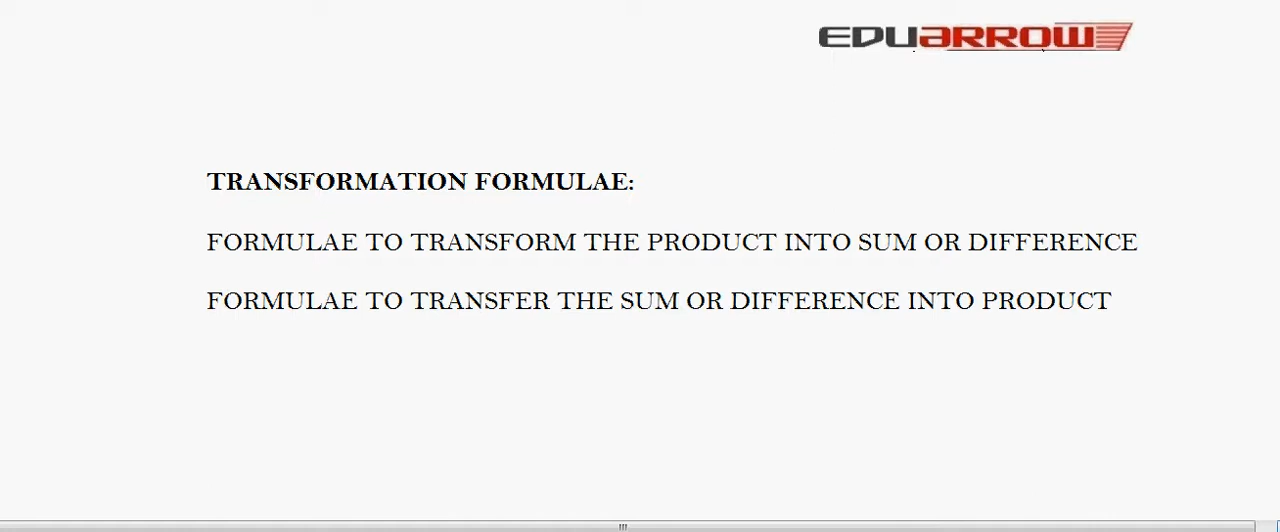 EDUARROW
TRANSFORMATION FORMULAE:
FORMULAE TO TRANSFORM THE PRODUCT INTO SUM OR DIFFERENCE
FORMULAE TO TRANSFER THE SUM OR DIFFERENCE INTO PRODUCT